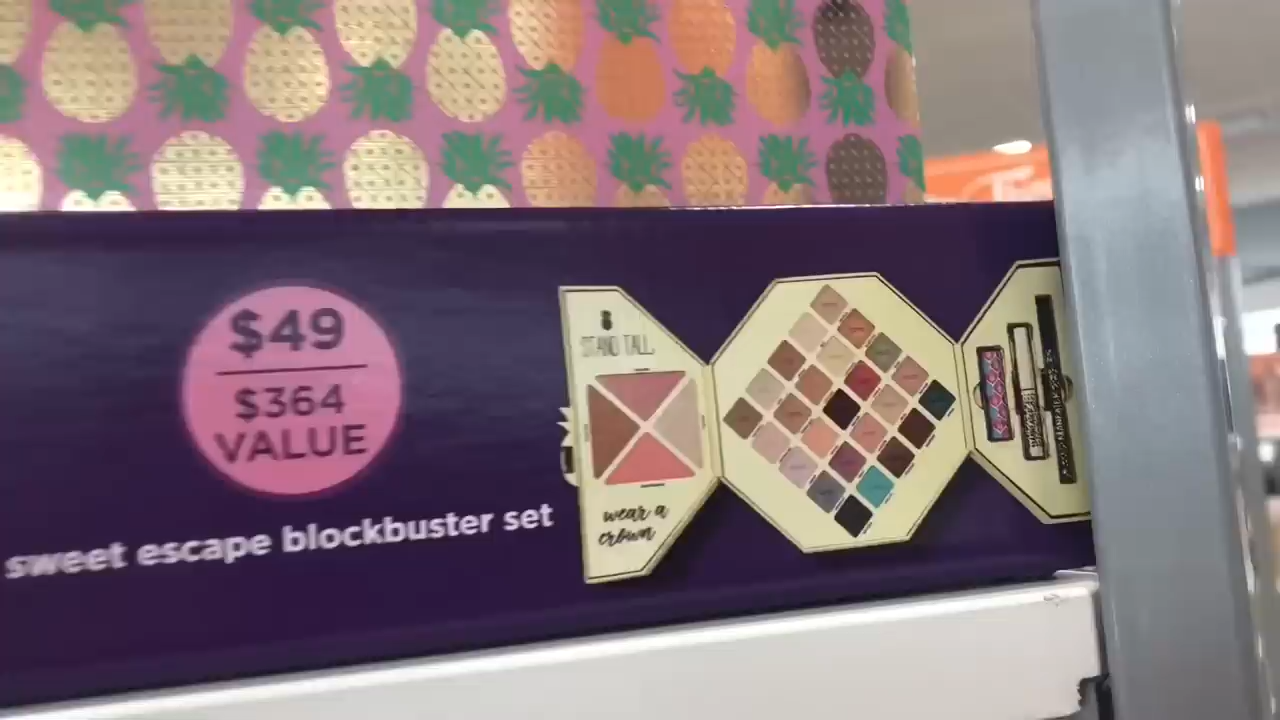 $49
$364
VALUE
sweet escape blockbuster set
& 
STAND TALL
wear a
crown